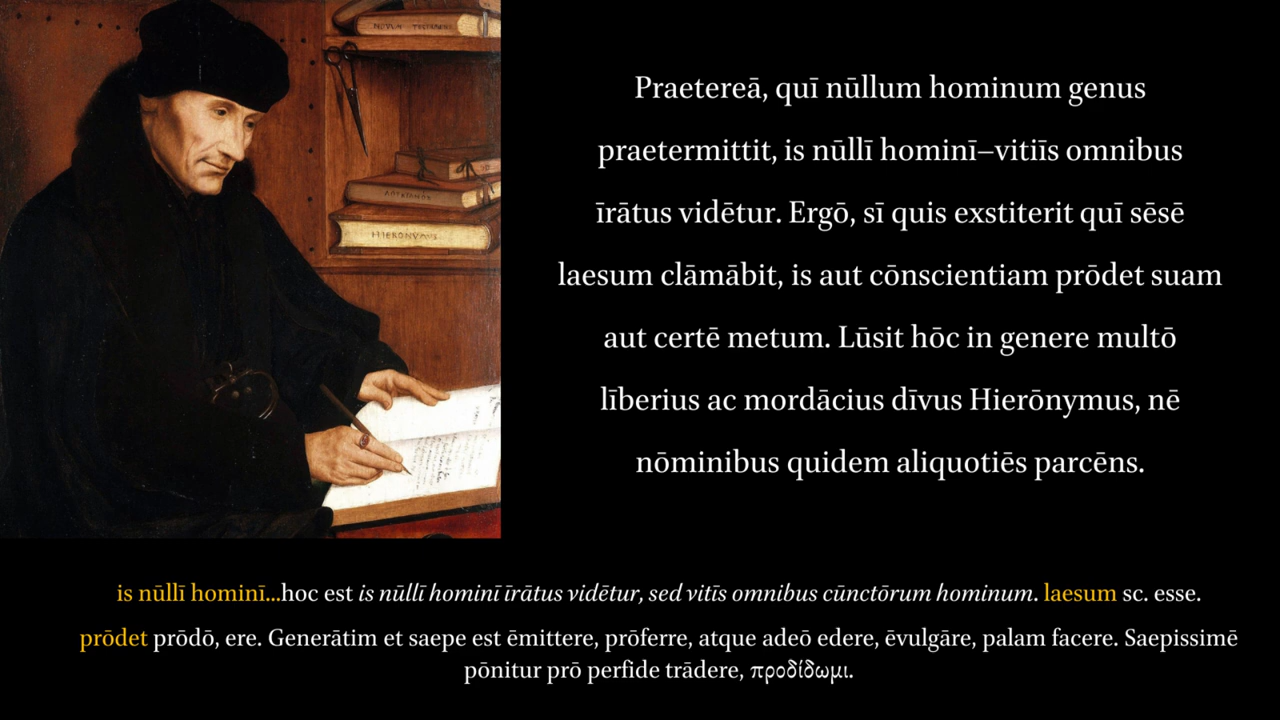 NOVVM TESTAMENT
HIERONYMVS
Praetereā, quī nūllum hominum genus
praetermittit, is nūllī hominī–vitiīs omnibus
īrātus vidētur. Ergō, sī quis exstiterit quī sēsē
laesum clāmābit, is aut cōnscientiam prōdet suam
aut certē metum. Lūsit hōc in genere multō
līberius ac mordācius dīvus Hierōnymus, nē
nōminibus quidem aliquotiēs parcēns.
is nūllī hominī...hoc est is nūllī hominī īrātus vidētur, sed vitīs omnibus cūnctōrum hominum. laesum sc. esse.
prōdet prōdō, ere. Generātim et saepe est ēmittere, prōferre, atque adeō edere, ēvulgāre, palam facere. Saepissimē
pōnitur prō perfide trādere, προδίδωμι.